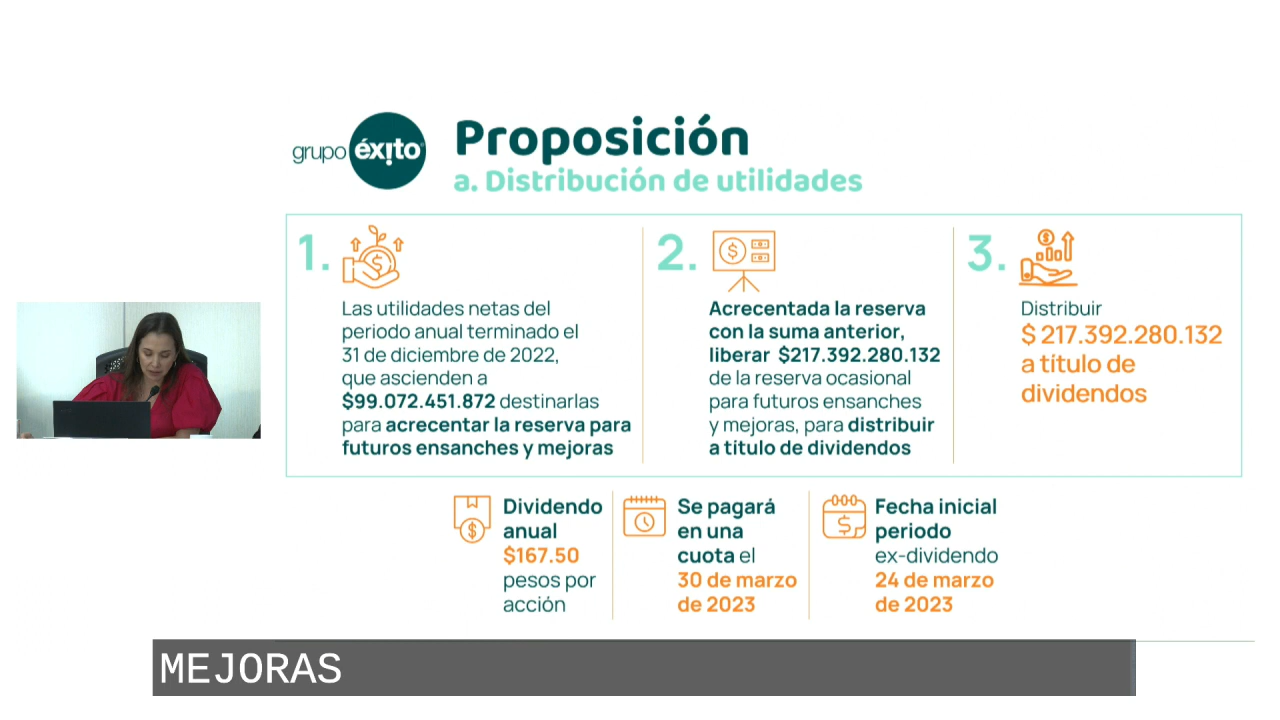 grupo éxito
Proposición
a. Distribución de utilidades
1.
Las utilidades netas del
periodo anual terminado el
31 de diciembre de 2022,
que ascienden a
$99.072.451.872 destinarlas
para acrecentar la reserva para
futuros ensanches y mejoras
2.
Acrecentada la reserva
con la suma anterior,
liberar $217.392.280.132
de la reserva ocasional
para futuros ensanches
y mejoras, para distribuir
a título de dividendos
3.
Distribuir
$ 217.392.280.132
a título de
dividendos
Dividendo
anual
$167.50
pesos por
acción
Se pagará
en una
cuota el
30 de marzo
de 2023
Fecha inicial
periodo
ex-dividendo
24 de marzo
de 2023
MEJORAS